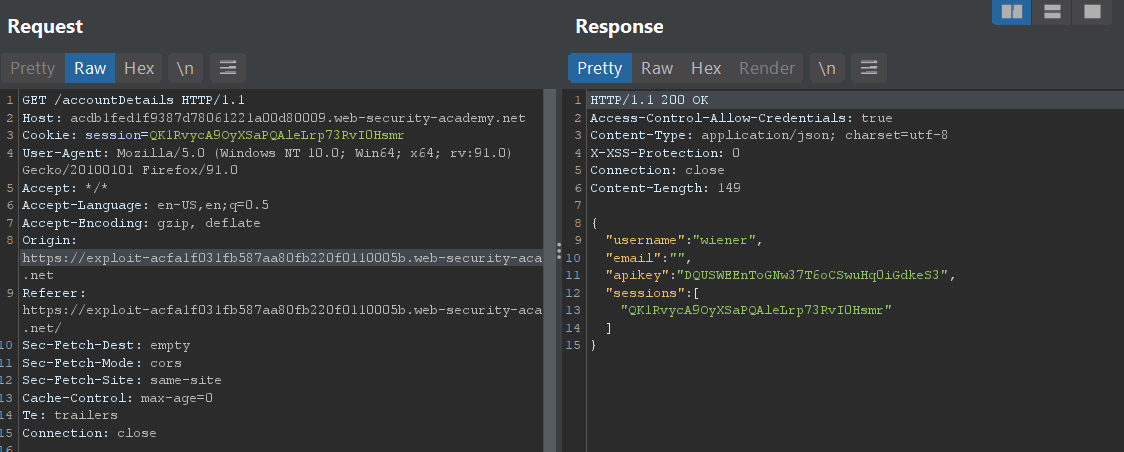 Request
Pretty Raw Hex \n
1 GET /accountDetails HTTP/1.1
2 Host: acdb1fed1f9387d78061221a00d80009.web-security-academy.net
3 Cookie: session=QKlRvycA9OyXSaPQAleLrp73RvI0Hsmr
4 User-Agent: Mozilla/5.0 (Windows NT 10.0; Win64; x64; rv:91.0)
Gecko/20100101 Firefox/91.0
5 Accept: */*
6 Accept-Language: en-US,en;q=0.5
7 Accept-Encoding: gzip, deflate
8 Origin:
https://exploit-acfa1f031fb587aa80fb220f0110005b.web-security-aca
.net
9 Referer:
https://exploit-acfa1f031fb587aa80fb220f0110005b.web-security-aca
.net/
10 Sec-Fetch-Dest: empty
11 Sec-Fetch-Mode: cors
12 Sec-Fetch-Site: same-site
13 Cache-Control: max-age=0
14 Te: trailers
15 Connection: close
16
Response
Pretty Raw Hex Render \n
1 HTTP/1.1 200 OK
2 Access-Control-Allow-Credentials: true
3 Content-Type: application/json; charset=utf-8
4 X-XSS-Protection: 0
5 Connection: close
6 Content-Length: 149
7
8 {
9 "username":"wiener",
10 "email":"",
11 "apikey":"DQUSWEEnToGNw37T6oCSwuHq0iGdkeS3",
12 "sessions":[
13 "QKlRvycA9OyXSaPQAleLrp73RvI0Hsmr"
14 ]
15 }